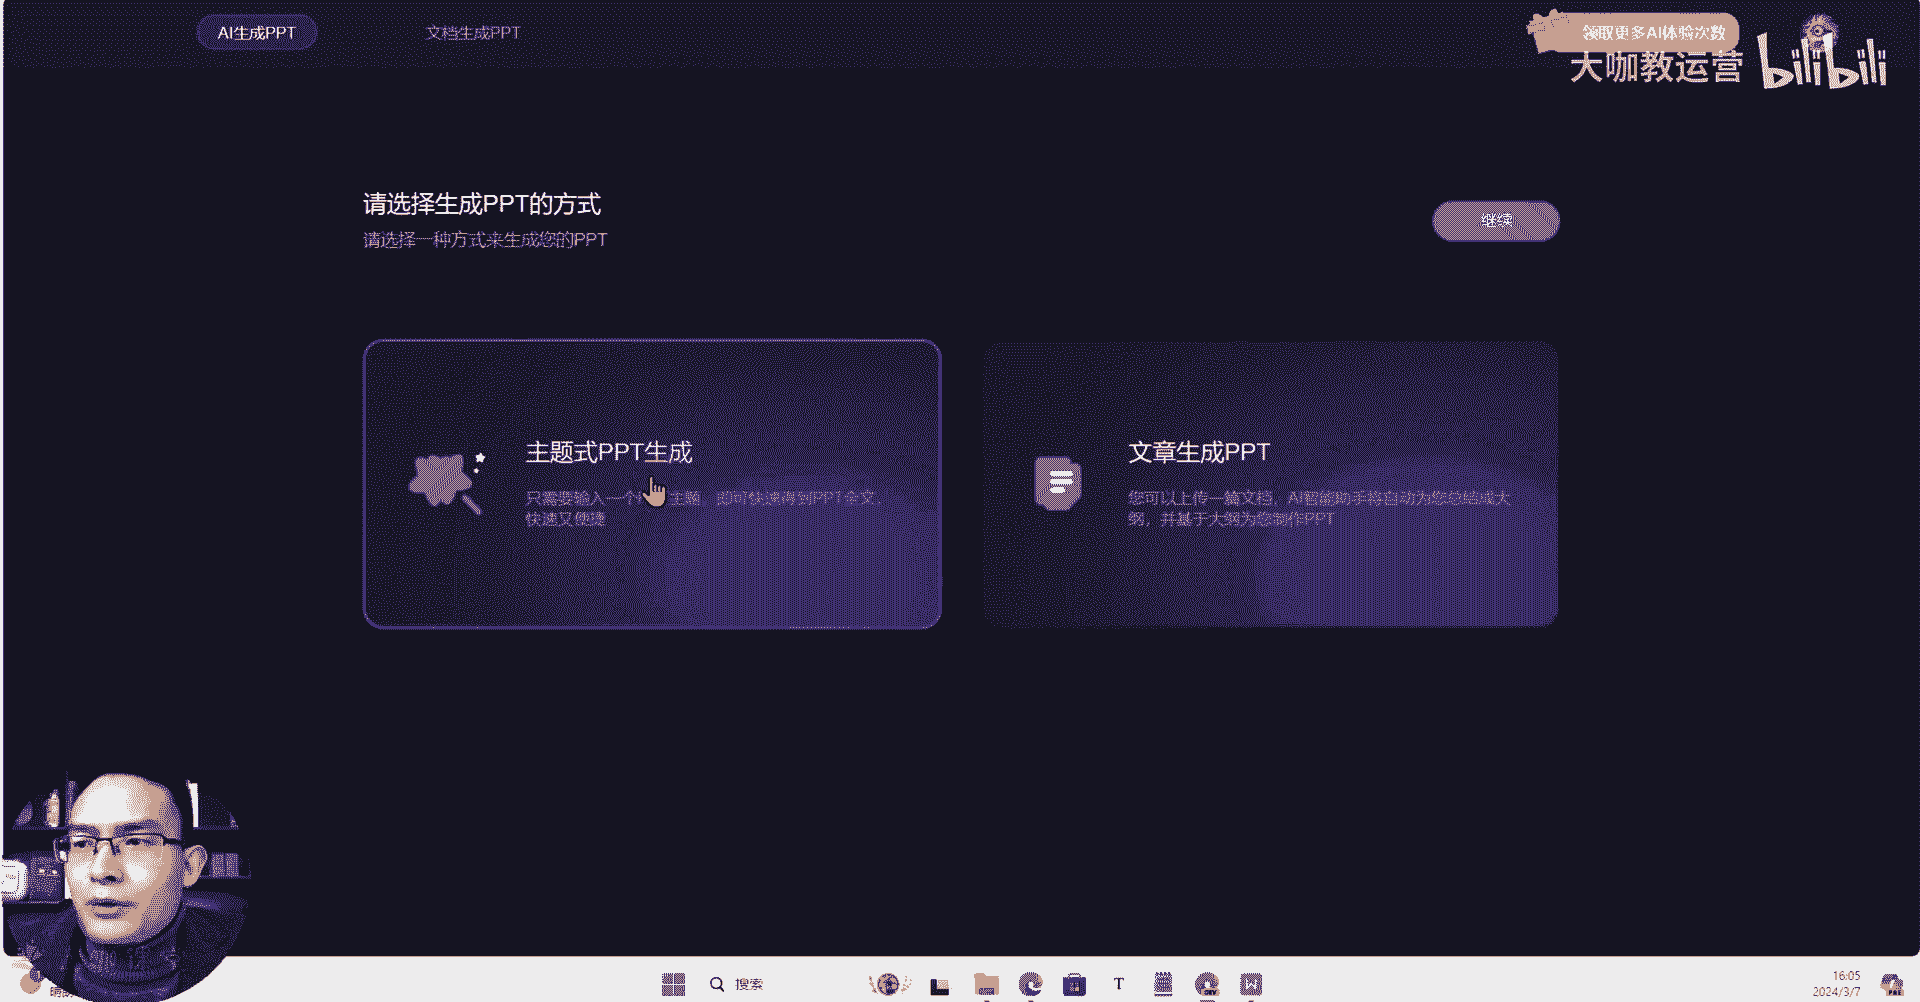 AI生成PPT
文档生成PPT
领取更多AI体验次数
大咖教运营
bilibili
请选择生成PPT的方式
请选择一种方式来生成您的PPT
继续
主题式PPT生成
只需要输入一个 主题，即可快速得到PPT全文，
快速又便捷
文章生成PPT
您可以上传一篇文档，AI智能助手将自动为您总结成大
纲，并基于大纲为您制作PPT
搜索
T
W
16:05
2024/3/7